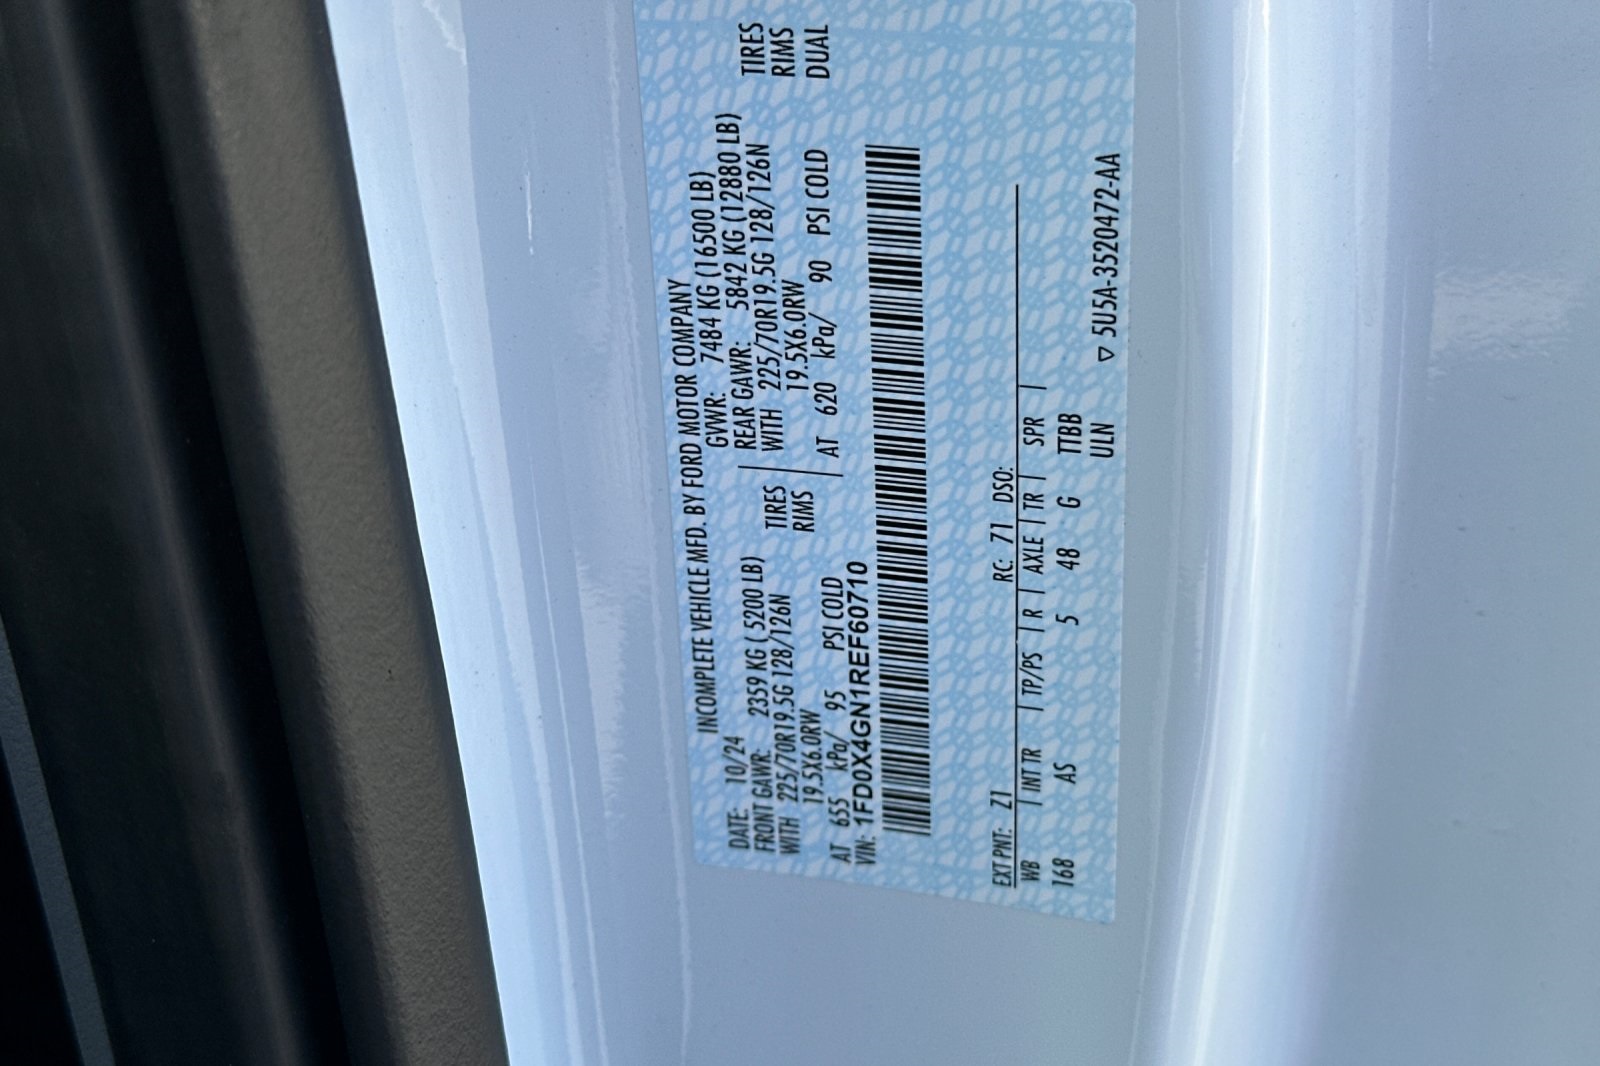 INCOMPLETE VEHICLE MFD. BY FORD MOTOR COMPANY
DATE: 10/24 GVWR: 7484 KG (16500 LB)
FRONT GAWR: 2359 KG ( 5200 LB) REAR GAWR: 5842 KG (12880 LB)
WITH 225/70R19.5G 128/126N TIRES WITH 225/70R19.5G 128/126N TIRES
19.5X6.0RW RIMS 19.5X6.0RW RIMS
AT 655 kPa/ 95 PSI COLD AT 620 kPa/ 90 PSI COLD DUAL
VIN: 1FD0X4GN1REF60710
EXT PNT: Z1 RC: 71 DSO:
WB | INT TR | TP/PS | R | AXLE | TR | SPR |
168 AS 5 48 G TTBB
ULN ▽ 5U5A-3520472-AA